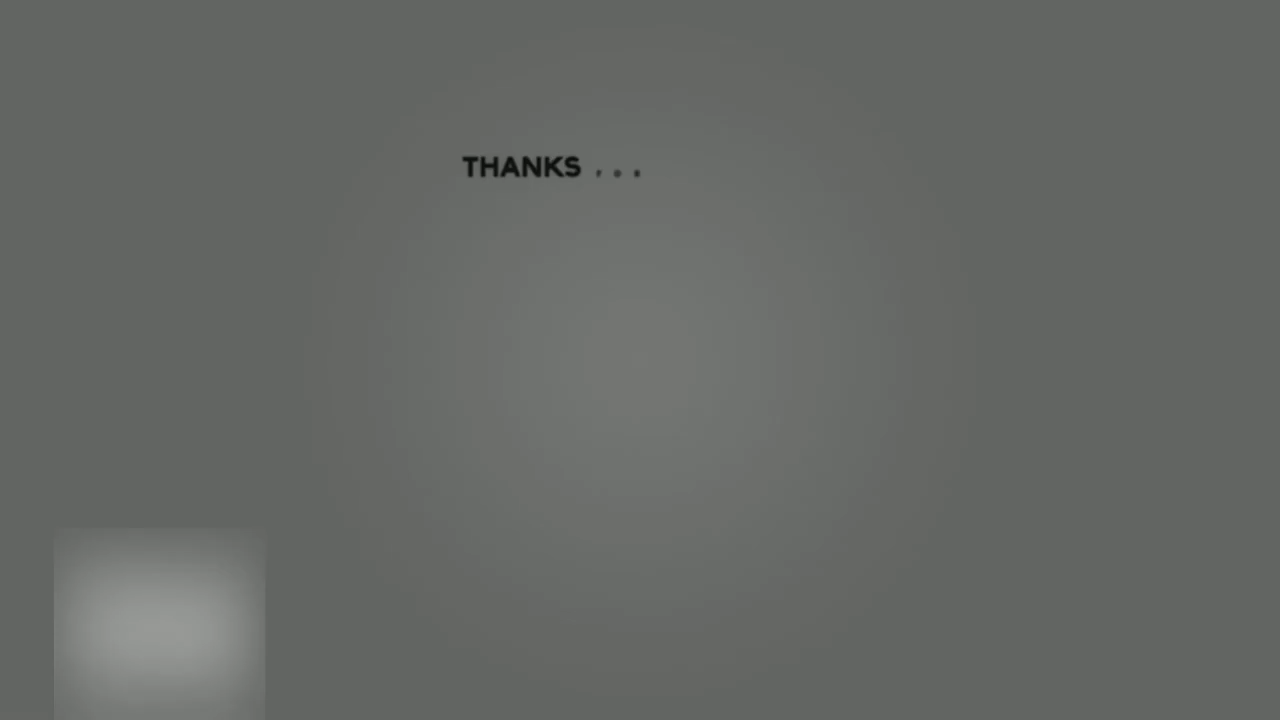 THANKS . . .